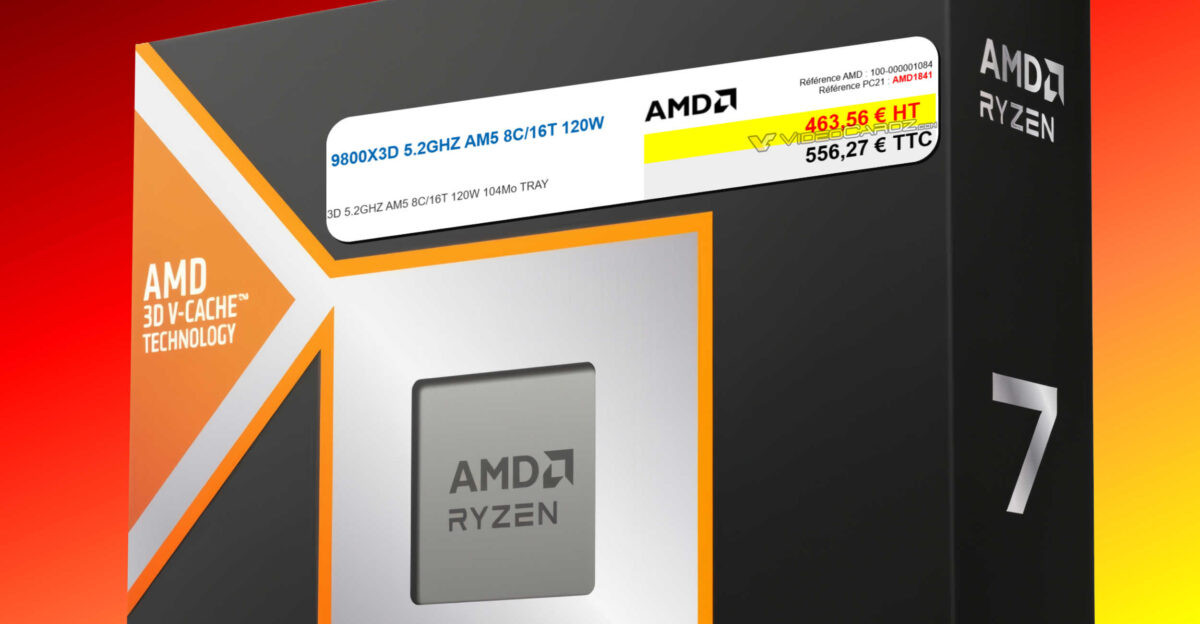 9800X3D 5.2GHZ AM5 8C/16T 120W
3D 5.2GHZ AM5 8C/16T 120W 104Mo TRAY
AMD
Référence AMD : 100-000001084
Référence PC21 : AMD1841
463,56 € HT
VIDEOCARDZ.COM
556,27 € TTC
AMD
RYZEN
7
AMD
3D V-CACHE™
TECHNOLOGY
AMD
RYZEN